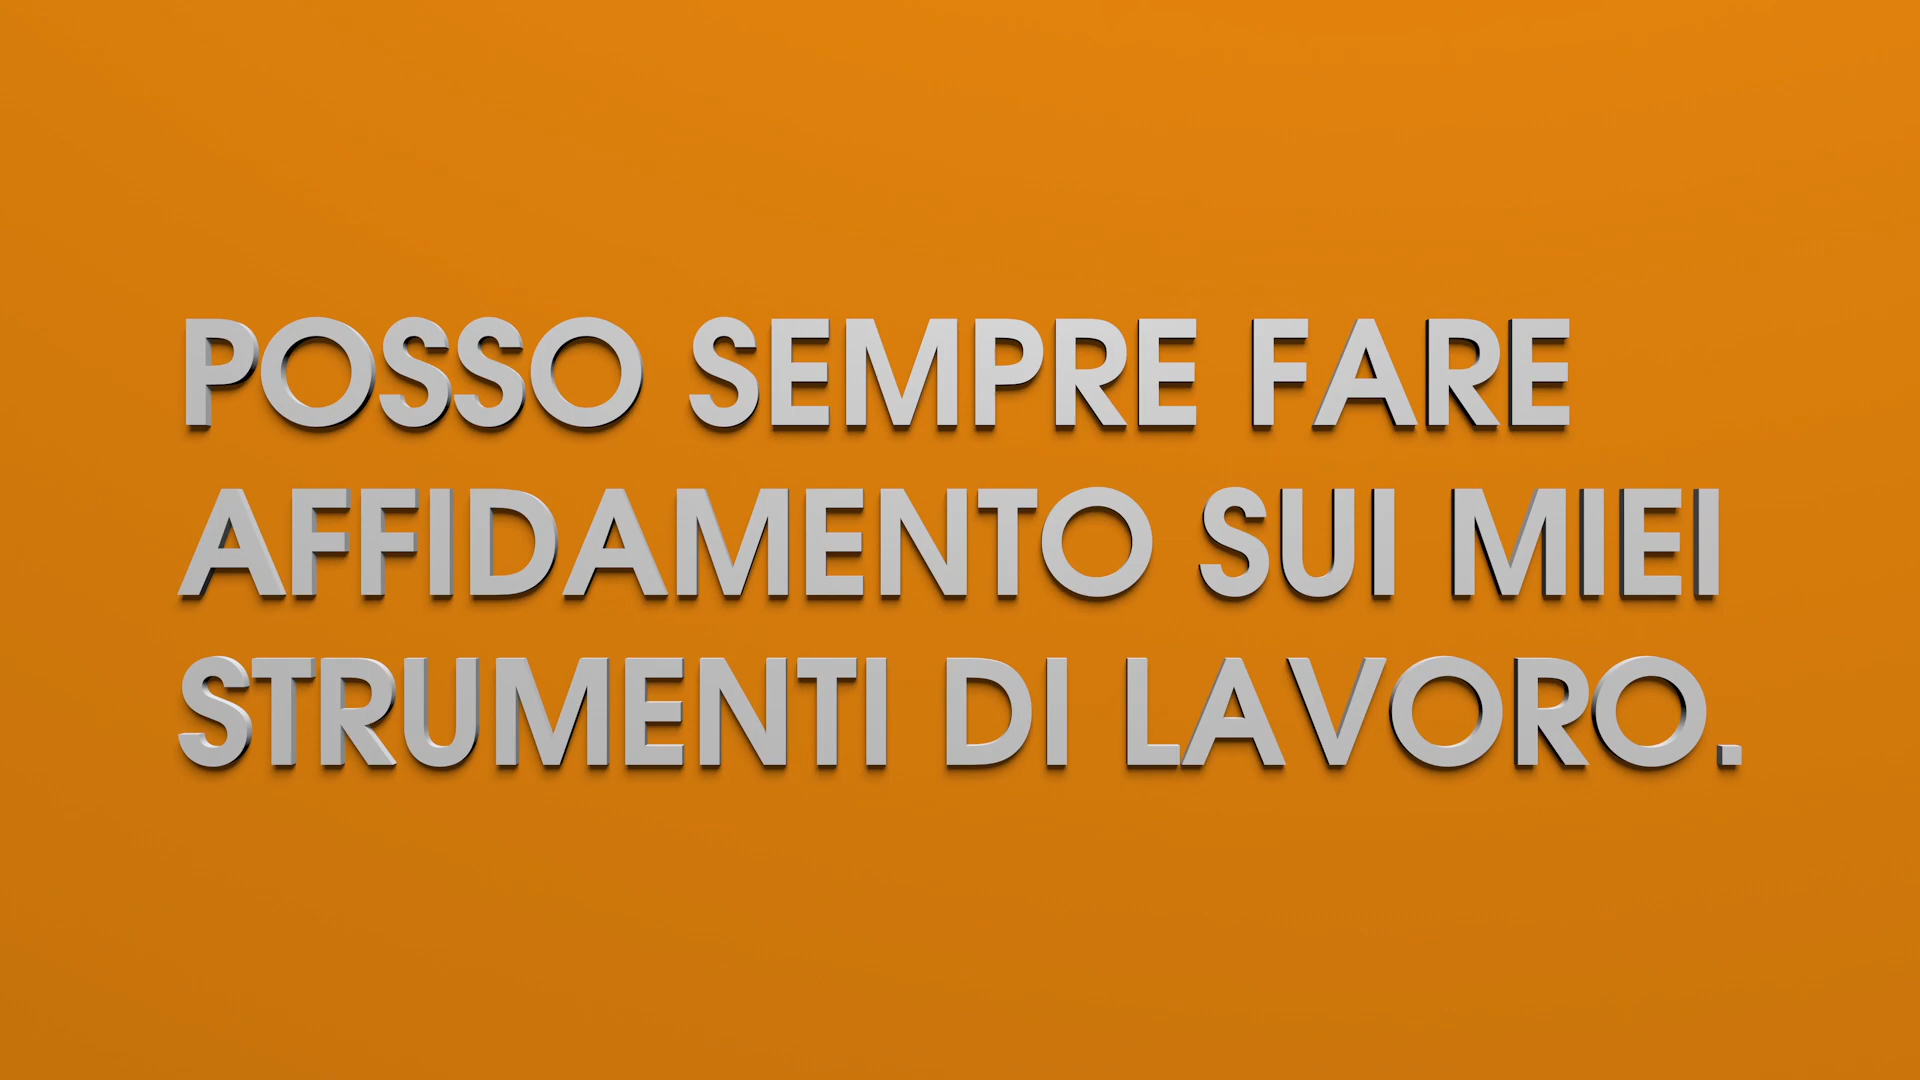 POSSO SEMPRE FARE
AFFIDAMENTO SUI MIEI
STRUMENTI DI LAVORO.